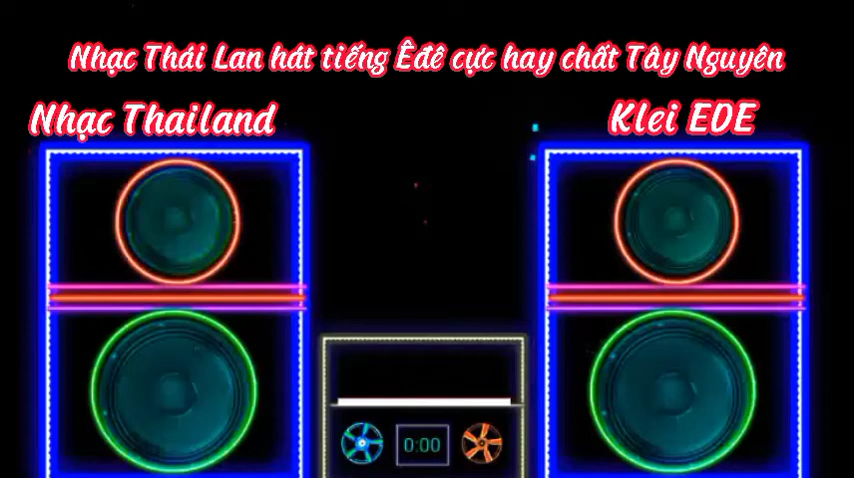 Nhạc Thái Lan hát tiếng Êđê cực hay chất Tây Nguyên
Nhạc Thailand
Klei EDE
0:00